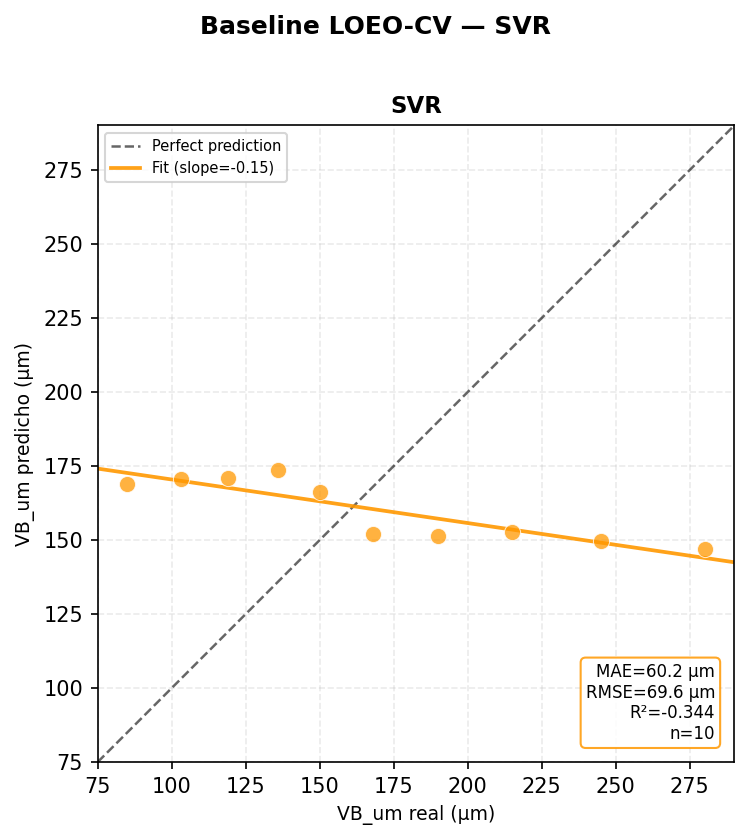 Baseline LOEO-CV — SVR
SVR
Perfect prediction
Fit (slope=-0.15)
275
250
225
200
175
150
125
100
75
VB_um predicho (µm)
MAE=60.2 µm
RMSE=69.6 µm
R²=-0.344
n=10
75 100 125 150 175 200 225 250 275
VB_um real (µm)